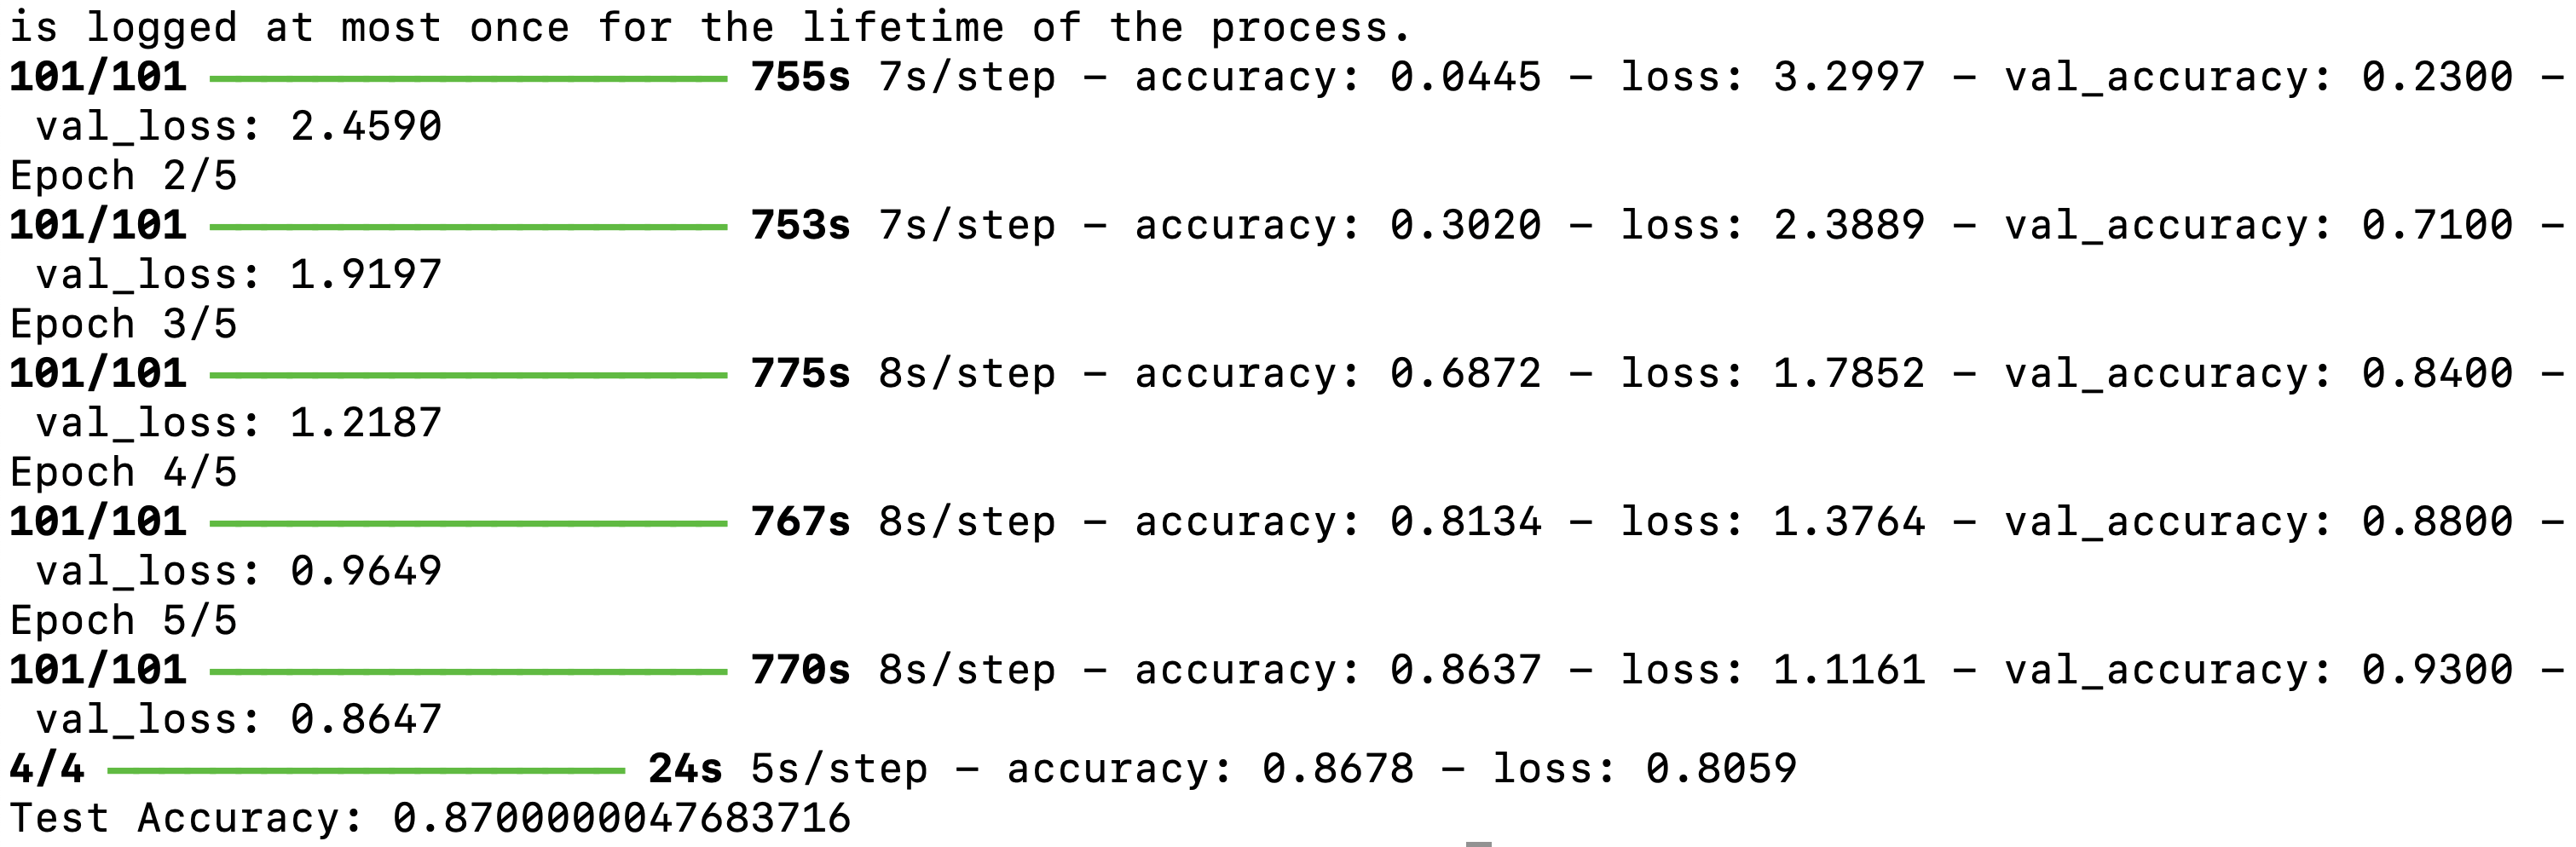 is logged at most once for the lifetime of the process.
101/101 ━━━━━━━━━━━━━━━━━━━━ 755s 7s/step - accuracy: 0.0445 - loss: 3.2997 - val_accuracy: 0.2300 -
 val_loss: 2.4590
Epoch 2/5
101/101 ━━━━━━━━━━━━━━━━━━━━ 753s 7s/step - accuracy: 0.3020 - loss: 2.3889 - val_accuracy: 0.7100 -
 val_loss: 1.9197
Epoch 3/5
101/101 ━━━━━━━━━━━━━━━━━━━━ 775s 8s/step - accuracy: 0.6872 - loss: 1.7852 - val_accuracy: 0.8400 -
 val_loss: 1.2187
Epoch 4/5
101/101 ━━━━━━━━━━━━━━━━━━━━ 767s 8s/step - accuracy: 0.8134 - loss: 1.3764 - val_accuracy: 0.8800 -
 val_loss: 0.9649
Epoch 5/5
101/101 ━━━━━━━━━━━━━━━━━━━━ 770s 8s/step - accuracy: 0.8637 - loss: 1.1161 - val_accuracy: 0.9300 -
 val_loss: 0.8647
4/4 ━━━━━━━━━━━━━━━━━━━━ 24s 5s/step - accuracy: 0.8678 - loss: 0.8059
Test Accuracy: 0.8700000047683716